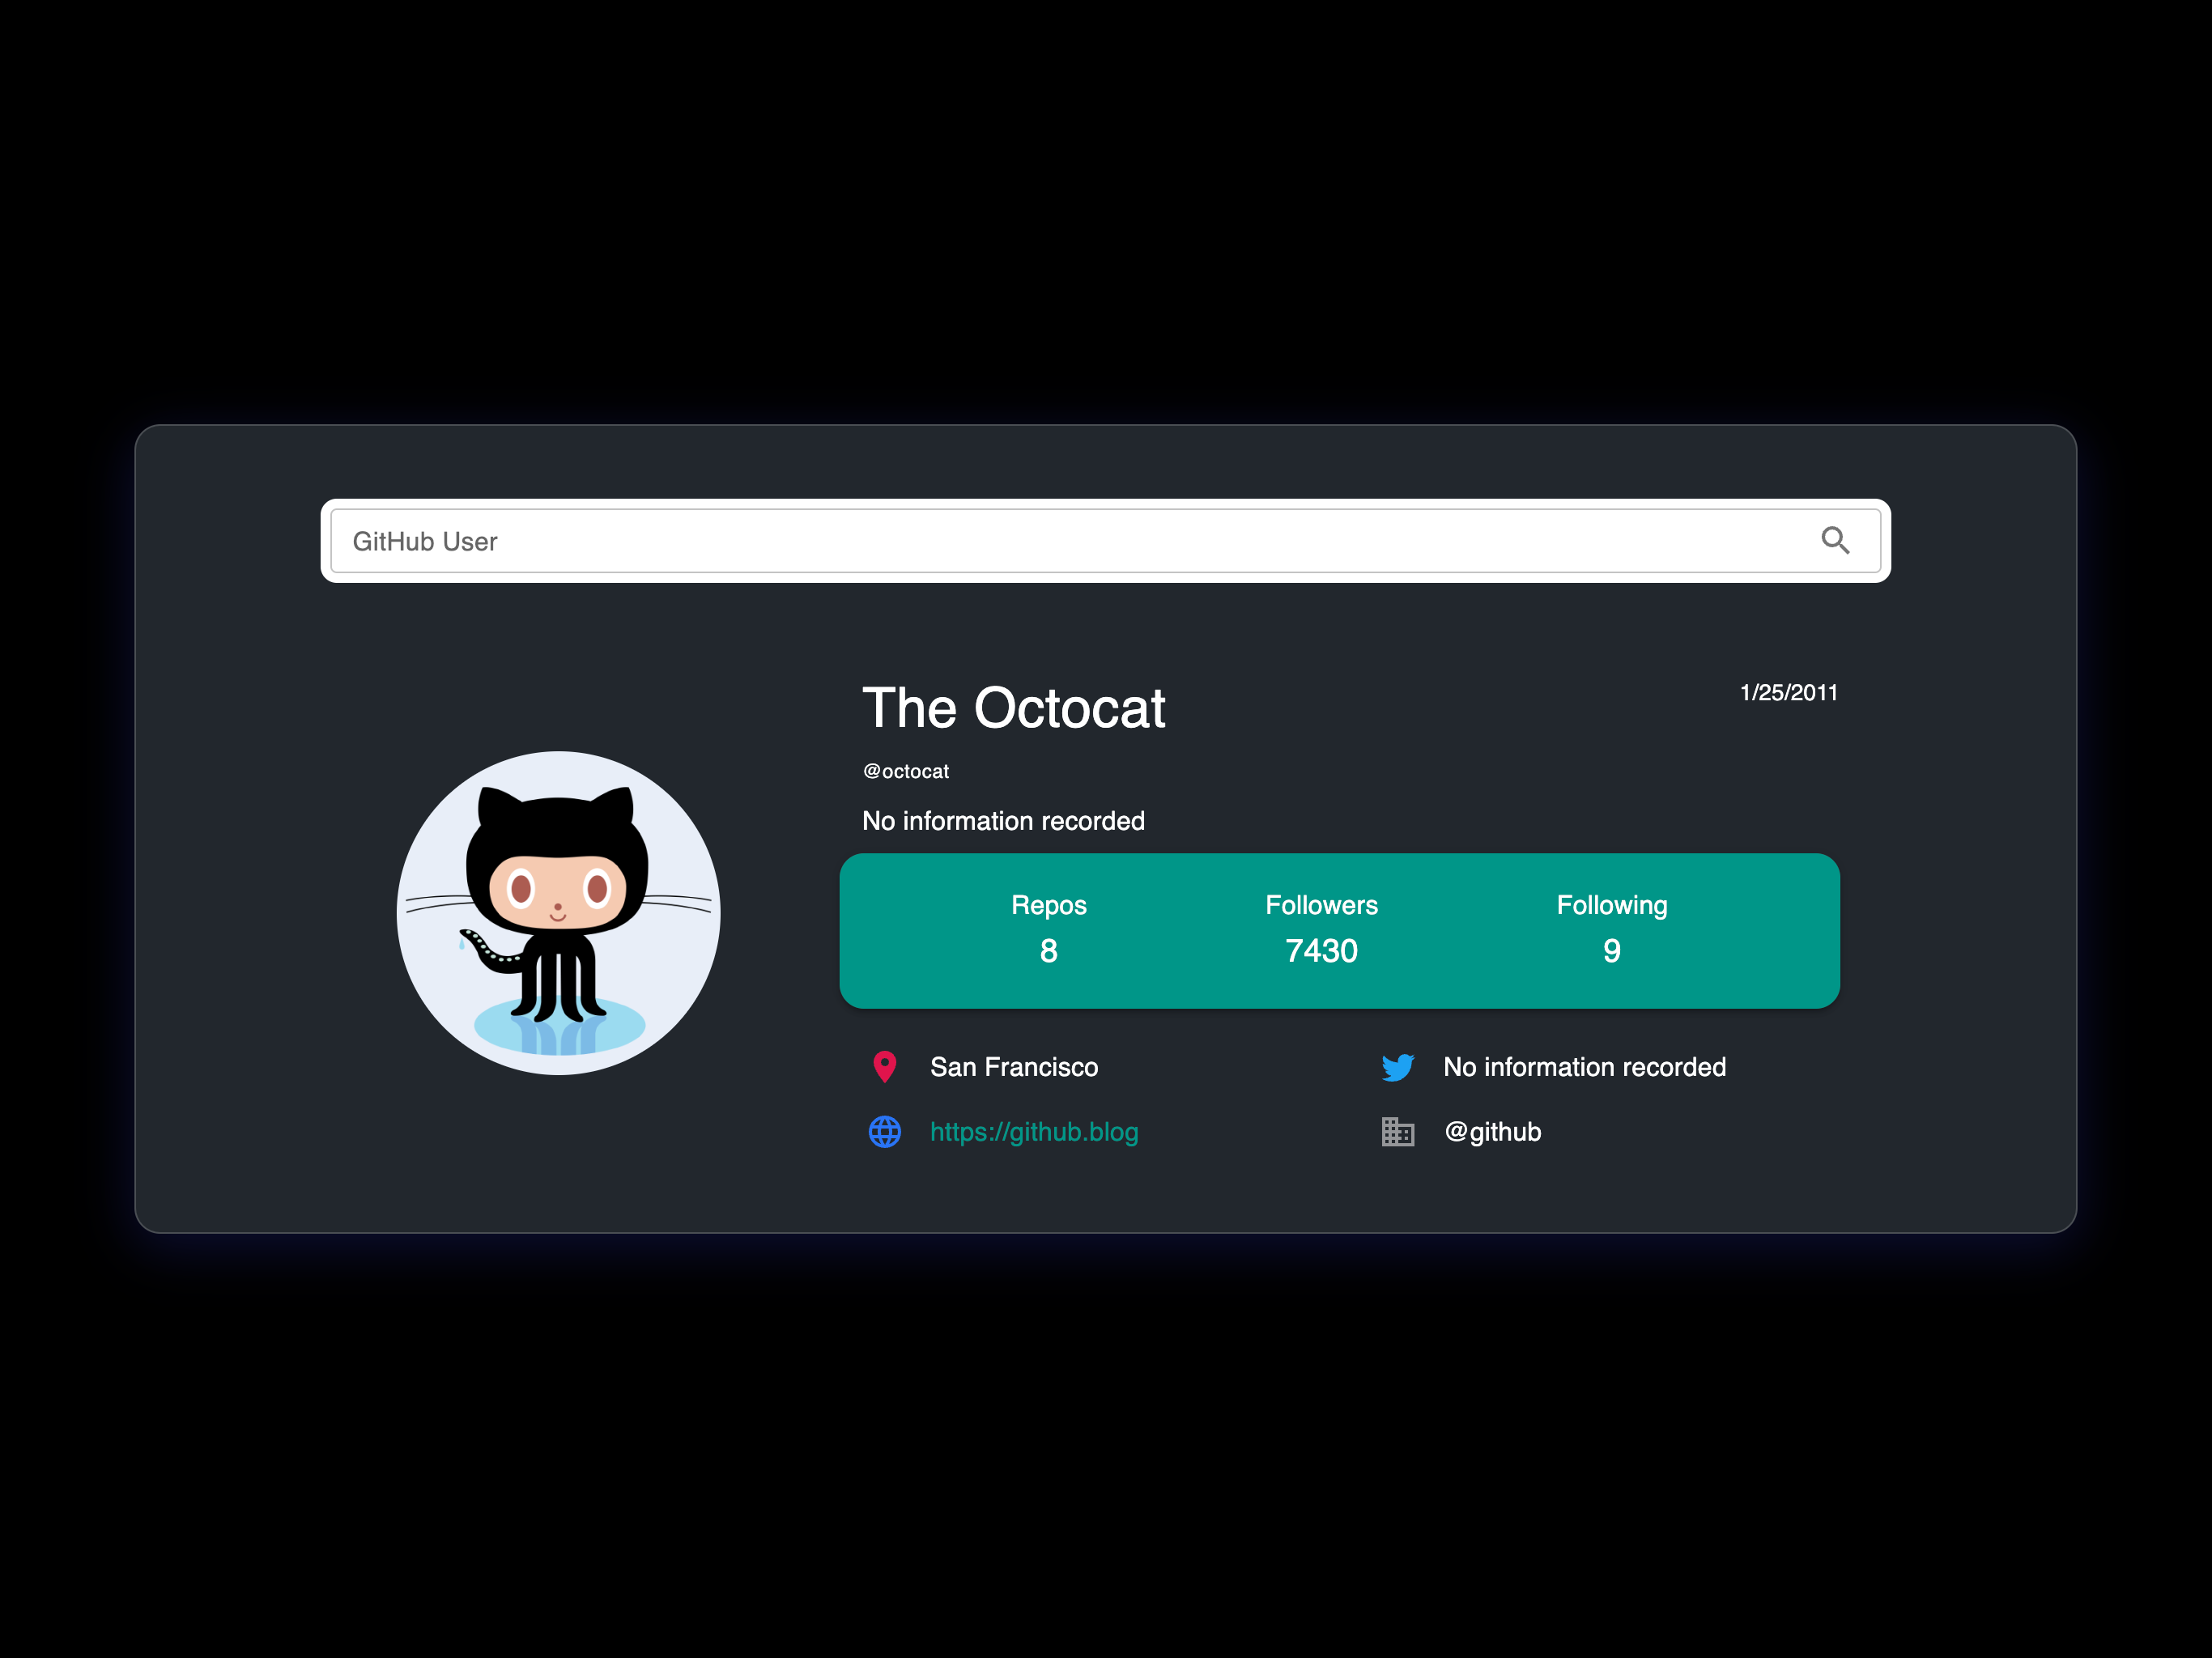 GitHub User
The Octocat
1/25/2011
@octocat
No information recorded
Repos Followers Following
8 7430 9
San Francisco
No information recorded
https://github.blog
@github